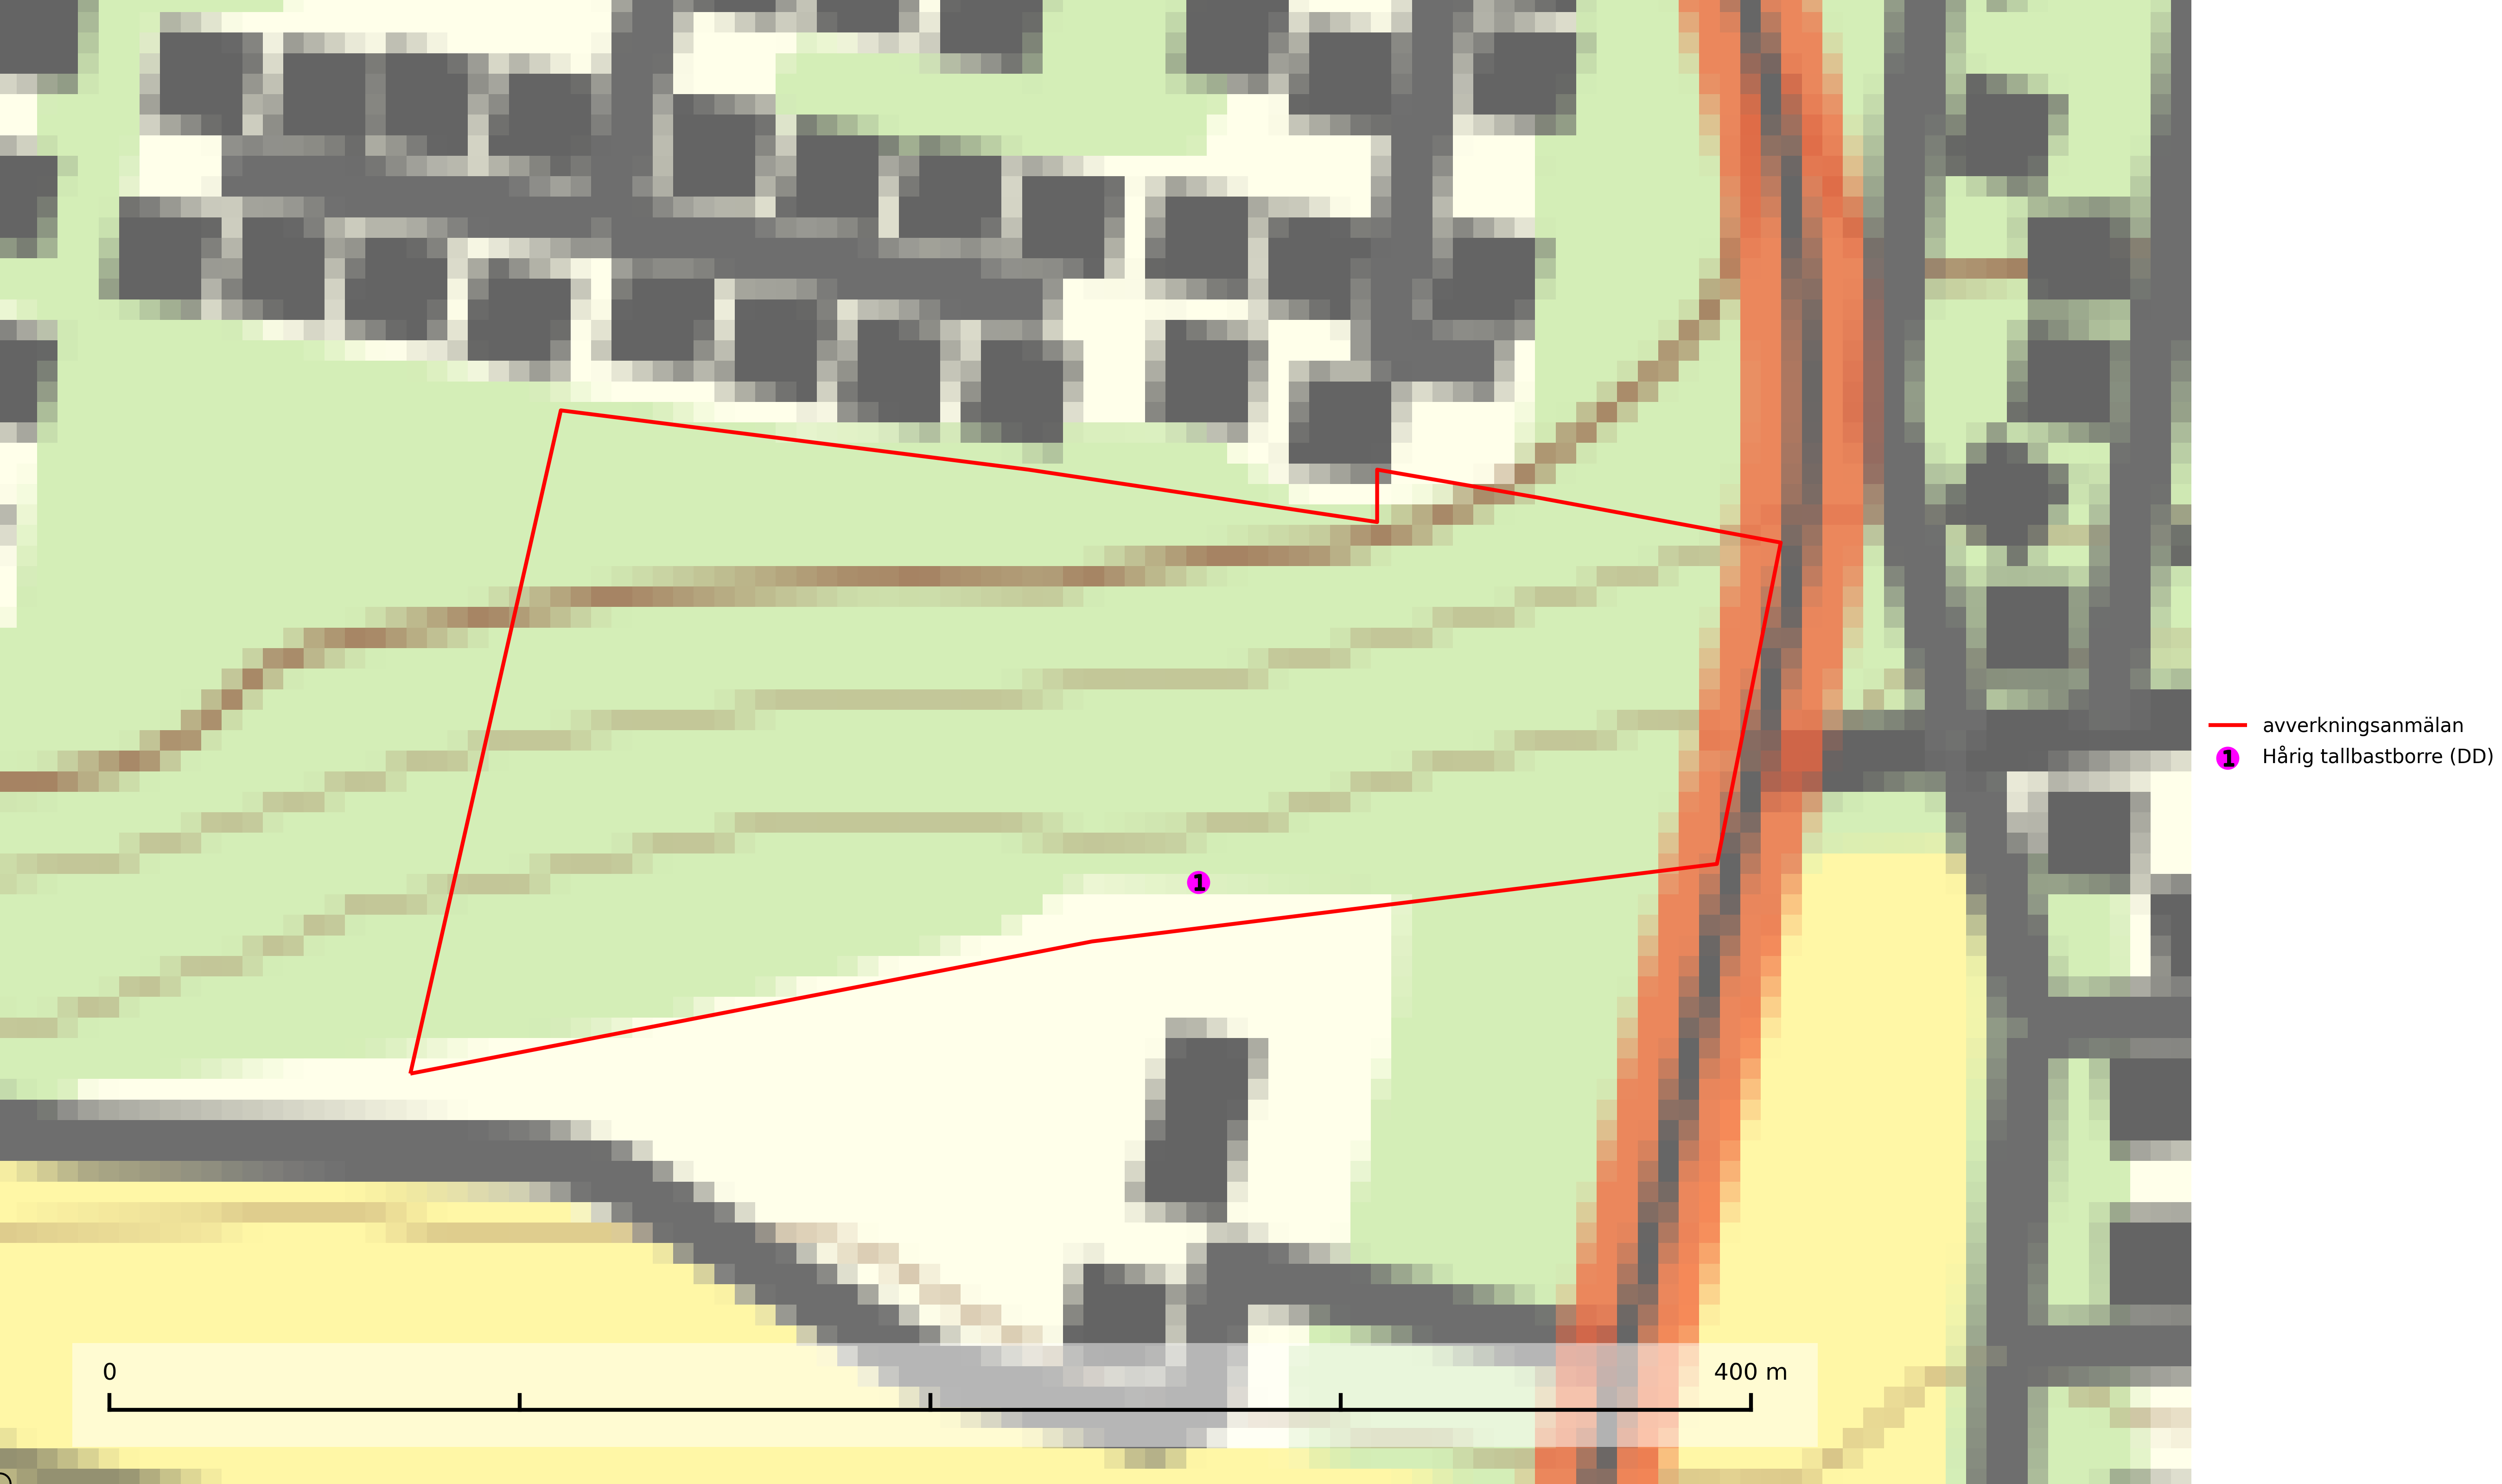 avverkningsanmälan
1 Hårig tallbastborre (DD)
1
0 400 m